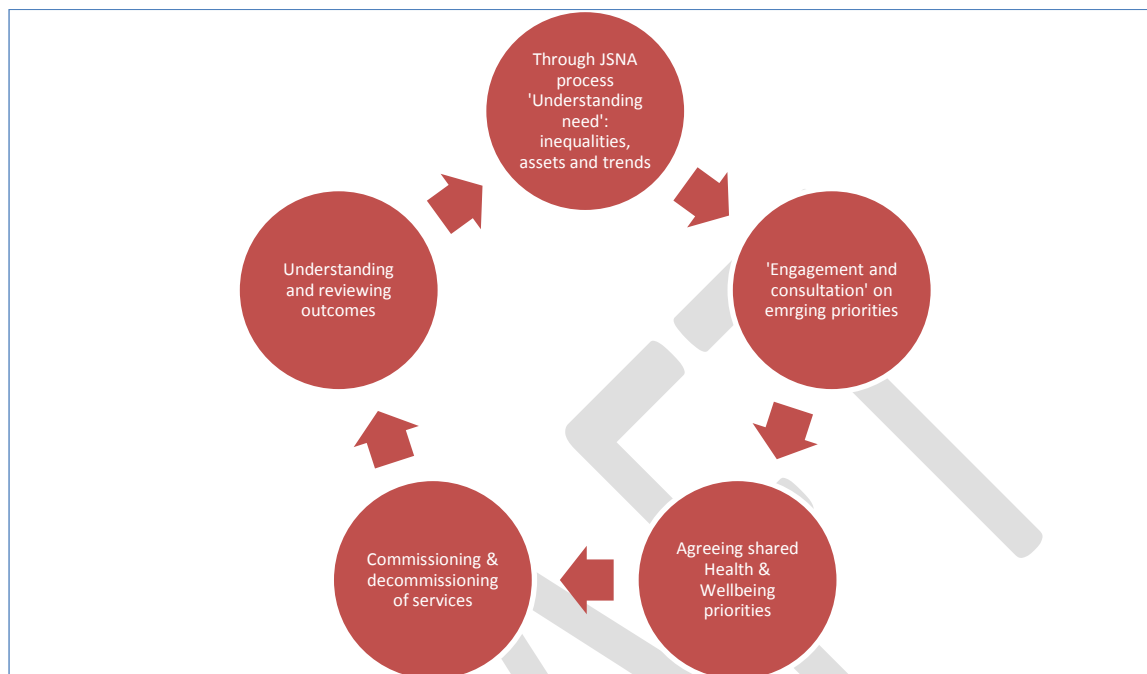 Through JSNA
process
'Understanding
need':
inequalities,
assets and trends
'Engagement and
consultation' on
emrging priorities
Agreeing shared
Health &
Wellbeing
priorities
Commissioning &
decommissioning
of services
Understanding
and reviewing
outcomes